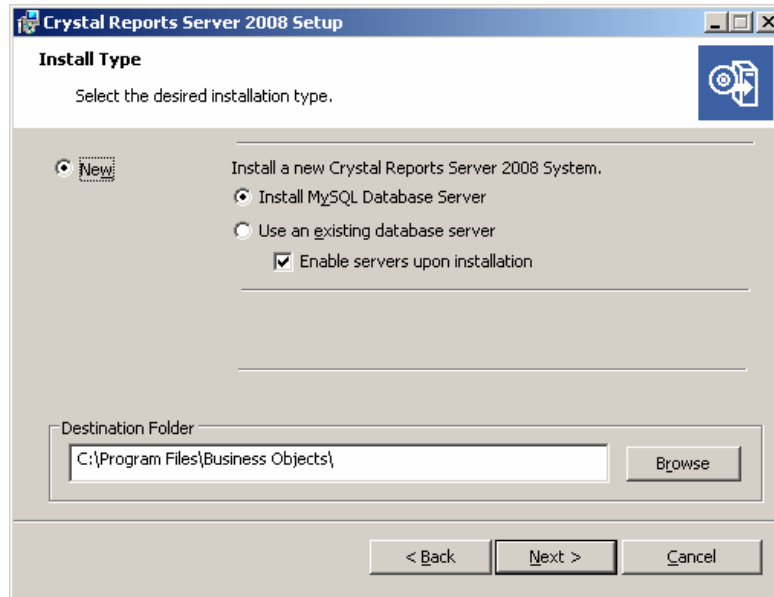 Crystal Reports Server 2008 Setup
Install Type
Select the desired installation type.
New
Install a new Crystal Reports Server 2008 System.
Install MySQL Database Server
Use an existing database server
Enable servers upon installation
Destination Folder
C:\Program Files\Business Objects\
Browse
< Back
Next >
Cancel